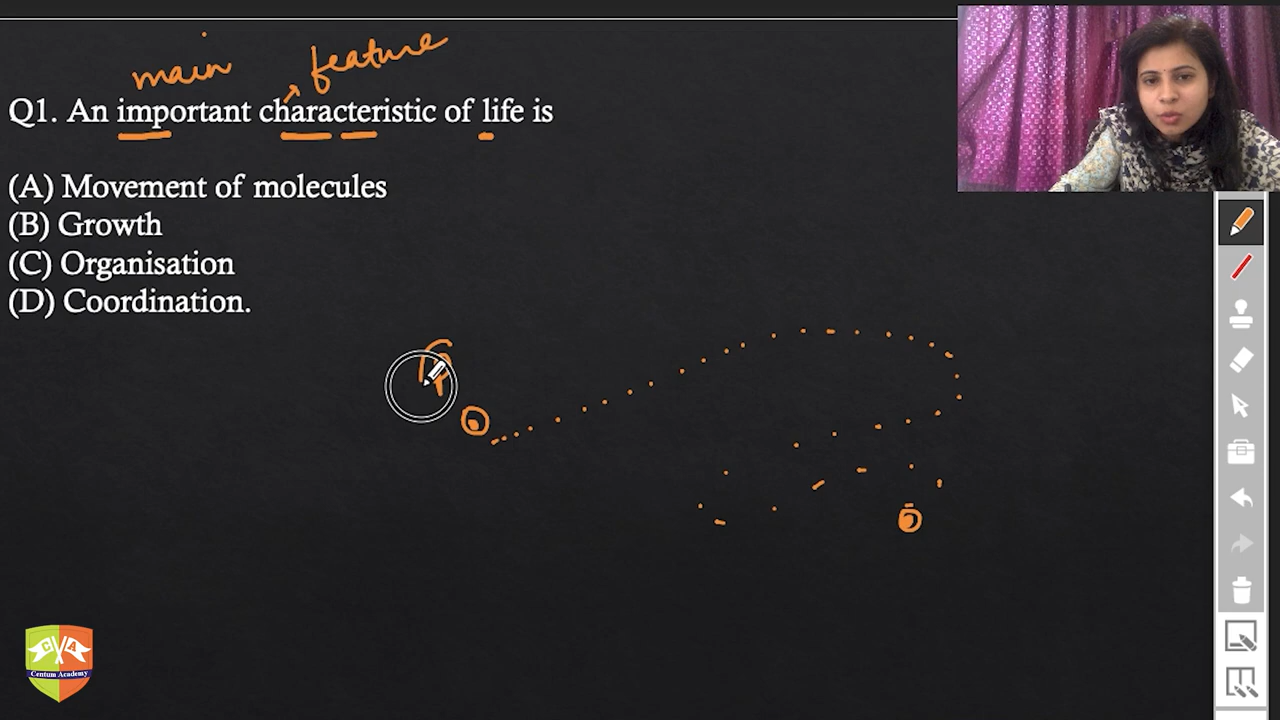 main feature
Q1. An important characteristic of life is
(A) Movement of molecules
(B) Growth
(C) Organisation
(D) Coordination.
C A
Centum Academy